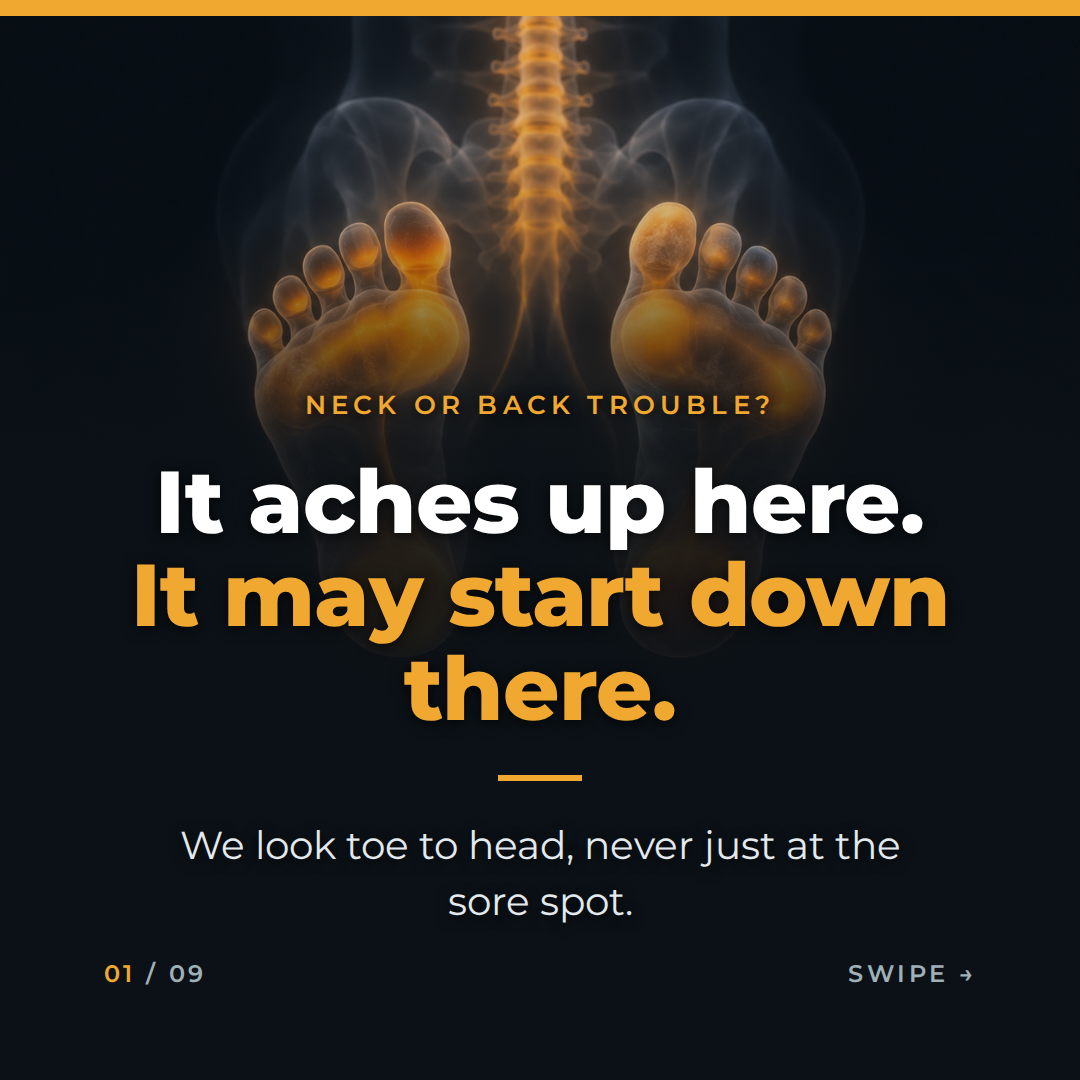 NECK OR BACK TROUBLE?
It aches up here.
It may start down
there.
We look toe to head, never just at the
sore spot.
01 / 09
SWIPE →